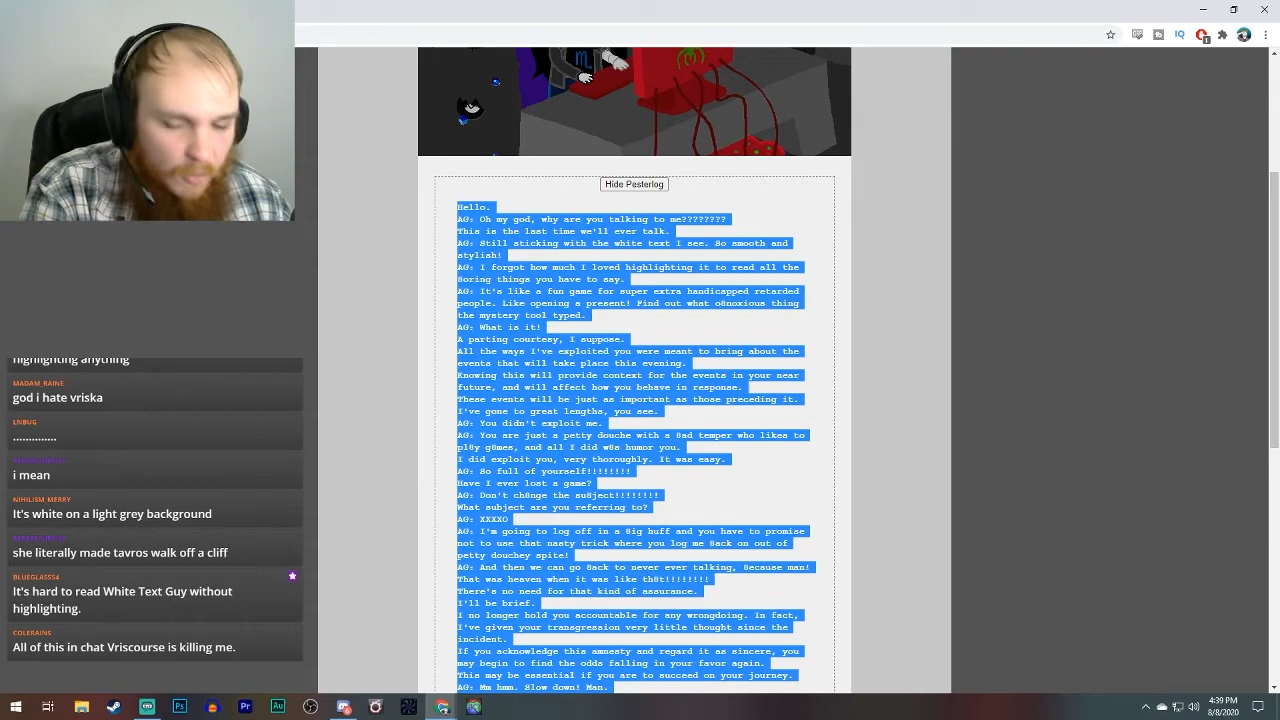 Hide Pesterlog
Hello.
AG: Oh my god, why are you talking to me????????
This is the last time we'll ever talk.
AG: Still sticking with the white text I see. So smooth and
stylish!
AG: I forgot how much I loved highlighting it to read all the
8oring things you have to say.
AG: It's like a fun game for super extra handicapped retarded
people. Like opening a present! Find out what o8noxious thing
the mystery tool typed.
AG: What is it!
A parting courtesy, I suppose.
All the ways I've exploited you were meant to bring about the
events that will take place this evening.
Knowing this will provide context for the events in your near
future, and will affect how you behave in response.
These events will be just as important as those preceding it.
I've gone to great lengths, you see.
AG: You didn't exploit me.
AG: You are just a petty douche with a 8ad temper who likes to
pl8y g8mes, and all I did w8s humor you.
I did exploit you, very thoroughly. It was easy.
AG: So full of yourself!!!!!!!!
Have I ever lost a game?
AG: Don't ch8nge the su8ject!!!!!!!!
What subject are you referring to?
AG: XXXXO
AG: I'm going to log off in a 8ig huff and you have to promise
not to use that nasty trick where you log me 8ack on out of
petty douchey spite!
AG: And then we can go 8ack to never ever talking, 8ecause man!
That was heaven when it was like th8t!!!!!!!!
There's no need for that kind of assurance.
I'll be brief.
I no longer hold you accountable for any wrongdoing. In fact,
I've given your transgression very little thought since the
incident.
If you acknowledge this amnesty and regard it as sincere, you
may begin to find the odds falling in your favor again.
This may be essential if you are to succeed on your journey.
AG: Mm hmn. Slow down! Man.
highlighting anything
MADAM_RAINE
god i hate vriska
LNBUG
..............
i mean
NIHILISM_MERRY
It's white on a light grey background
she literally made tavros walk off a cliff
BLUEGLASS54
It's hard to read White Text Guy without
highlighting.
COLERAINS
All of this in chat Vriscourse is killing me.
4:39 PM
8/8/2020